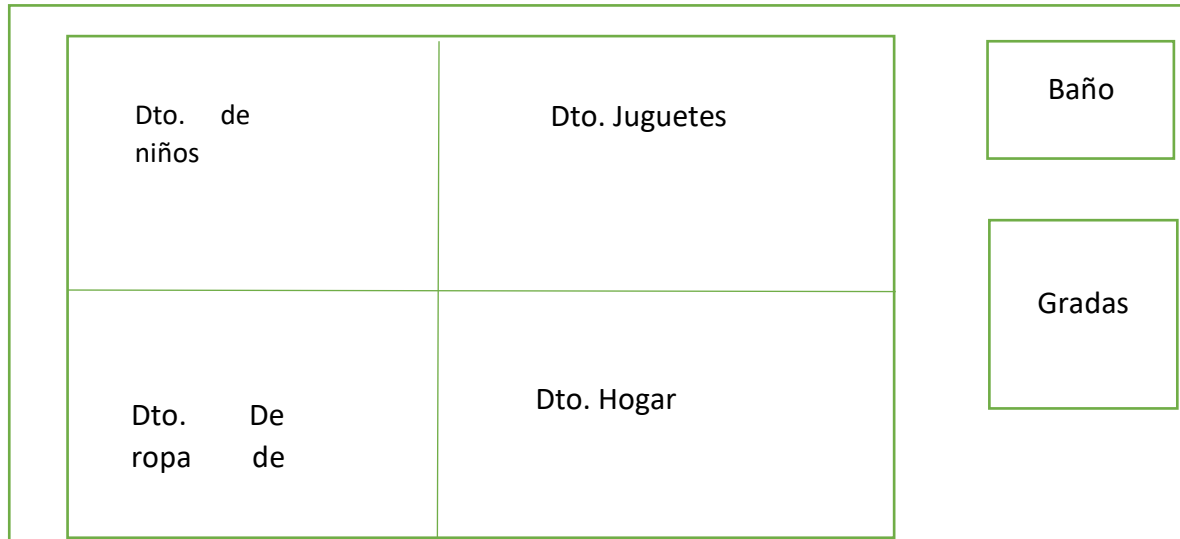 Dto. de
niños
Dto. Juguetes
Baño
Gradas
Dto. De
ropa de
Dto. Hogar